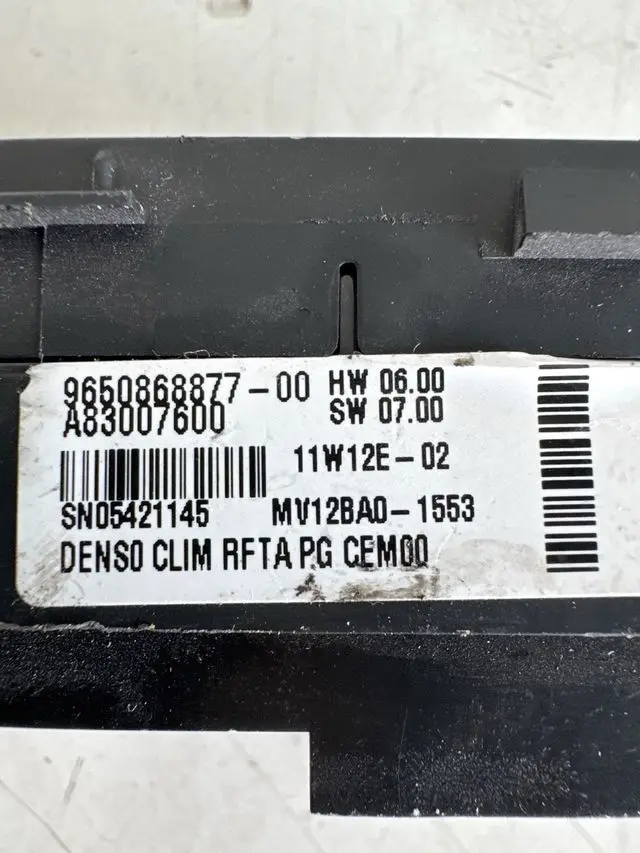 9650868877-00 HW 06.00
A83007600 SW 07.00
11W12E-02
SN05421145 MV12BA0-1553
DENSO CLIM RFTA PG CEM00